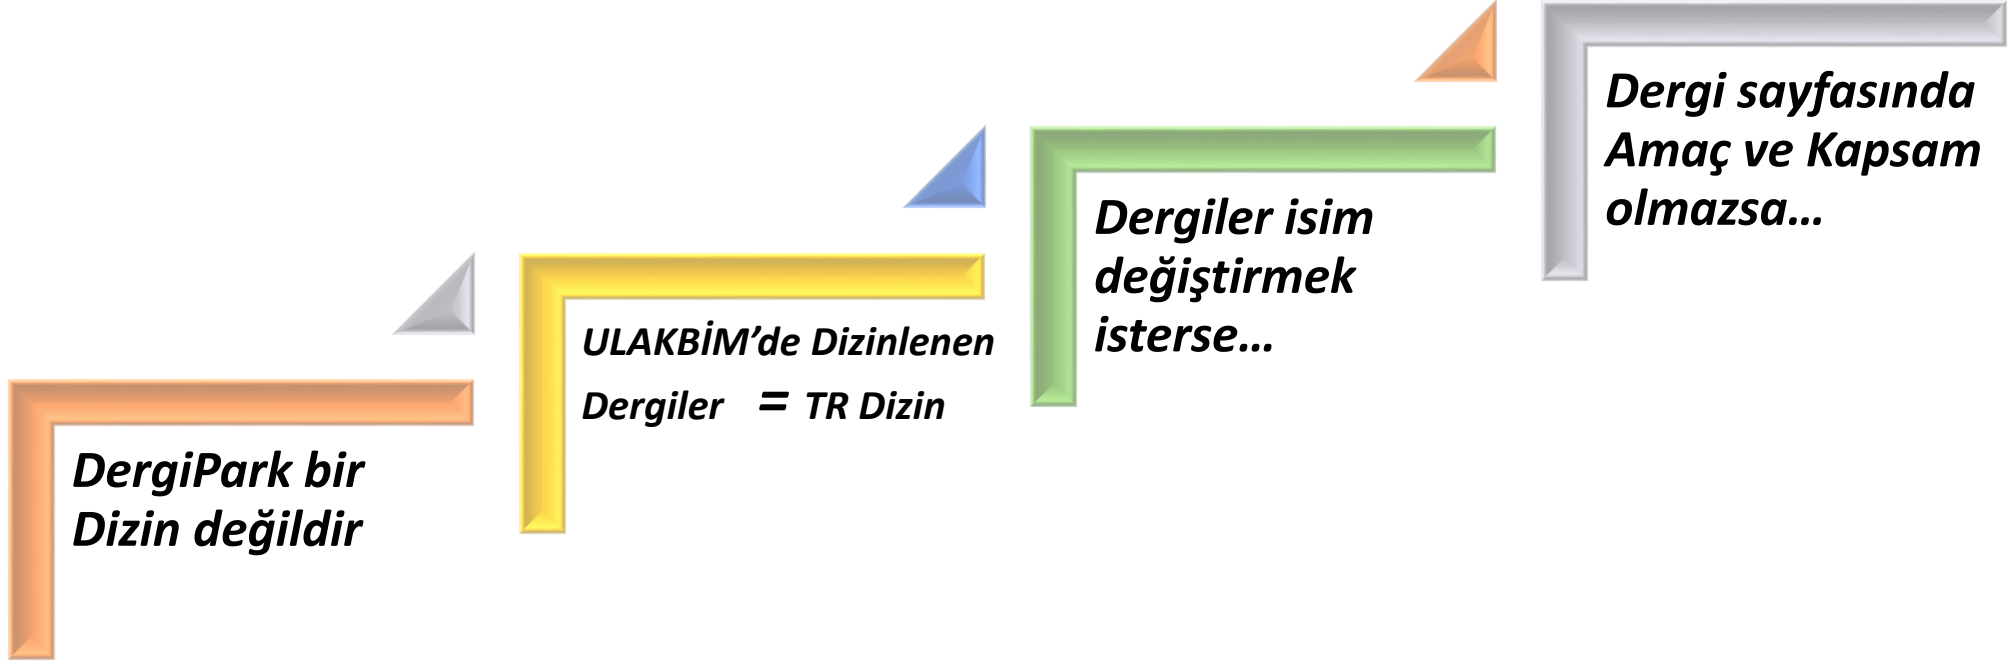 DergiPark bir
Dizin değildir
ULAKBİM’de Dizinlenen
Dergiler = TR Dizin
Dergiler isim
değiştirmek
isterse…
Dergi sayfasında
Amaç ve Kapsam
olmazsa…